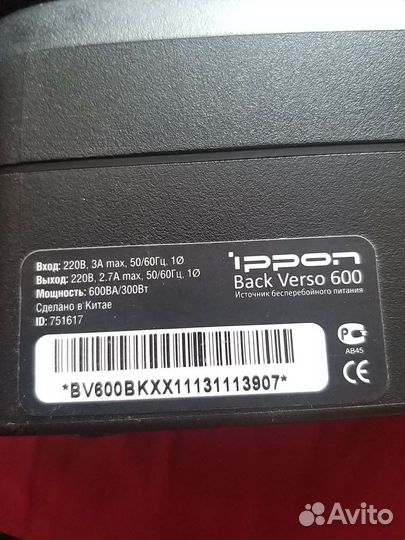 Вход: 220В, 3А max, 50/60Гц, 1Ø
Выход: 220В, 2.7А max, 50/60Гц, 1Ø
Мощность: 600ВА/300Вт
Сделано в Китае
ID: 751617
ippon
Back Verso 600
Источник бесперебойного питания
АВ45
CE
*BV600BKXX11131113907*
Avito